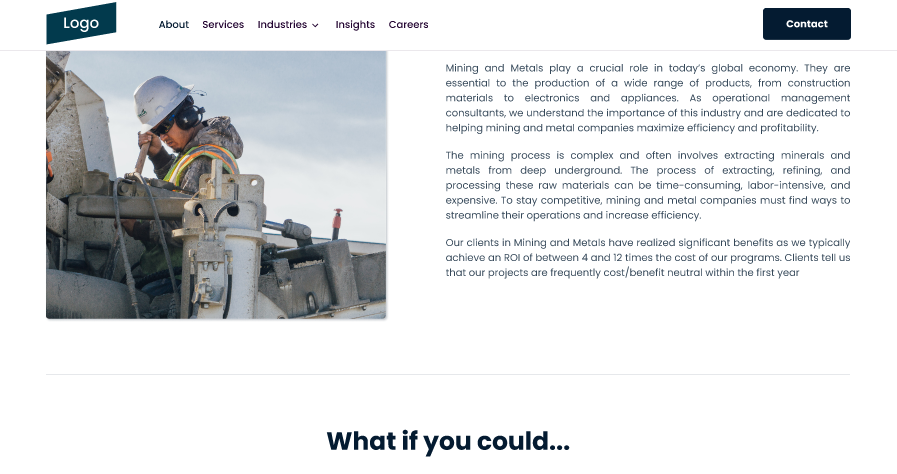 Logo
About Services Industries Insights Careers
Contact
Mining and Metals play a crucial role in today's global economy. They are
essential to the production of a wide range of products, from construction
materials to electronics and appliances. As operational management
consultants, we understand the importance of this industry and are dedicated to
helping mining and metal companies maximize efficiency and profitability.
The mining process is complex and often involves extracting minerals and
metals from deep underground. The process of extracting, refining, and
processing these raw materials can be time-consuming, labor-intensive, and
expensive. To stay competitive, mining and metal companies must find ways to
streamline their operations and increase efficiency.
Our clients in Mining and Metals have realized significant benefits as we typically
achieve an ROI of between 4 and 12 times the cost of our programs. Clients tell us
that our projects are frequently cost/benefit neutral within the first year
What if you could...